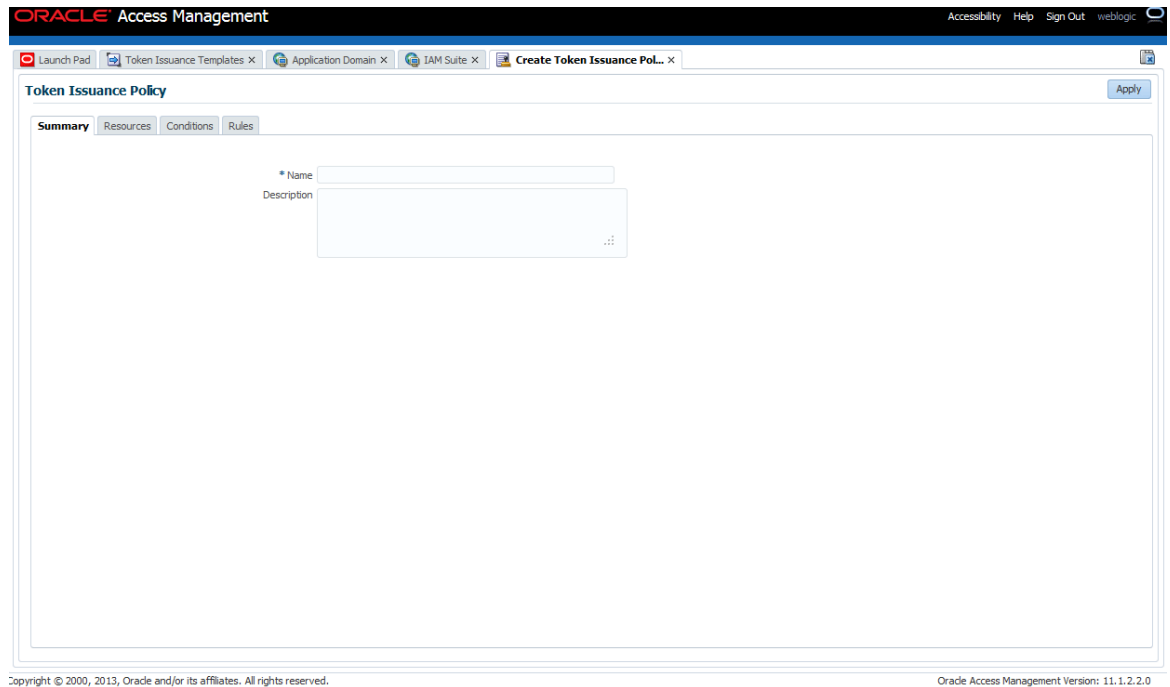 ORACLE Access Management
Accessibility Help Sign Out weblogic
Launch Pad Token Issuance Templates Application Domain IAM Suite Create Token Issuance Pol...
Token Issuance Policy
Apply
Summary Resources Conditions Rules
* Name
Description
Copyright © 2000, 2013, Oracle and/or its affiliates. All rights reserved.
Oracle Access Management Version: 11.1.2.2.0